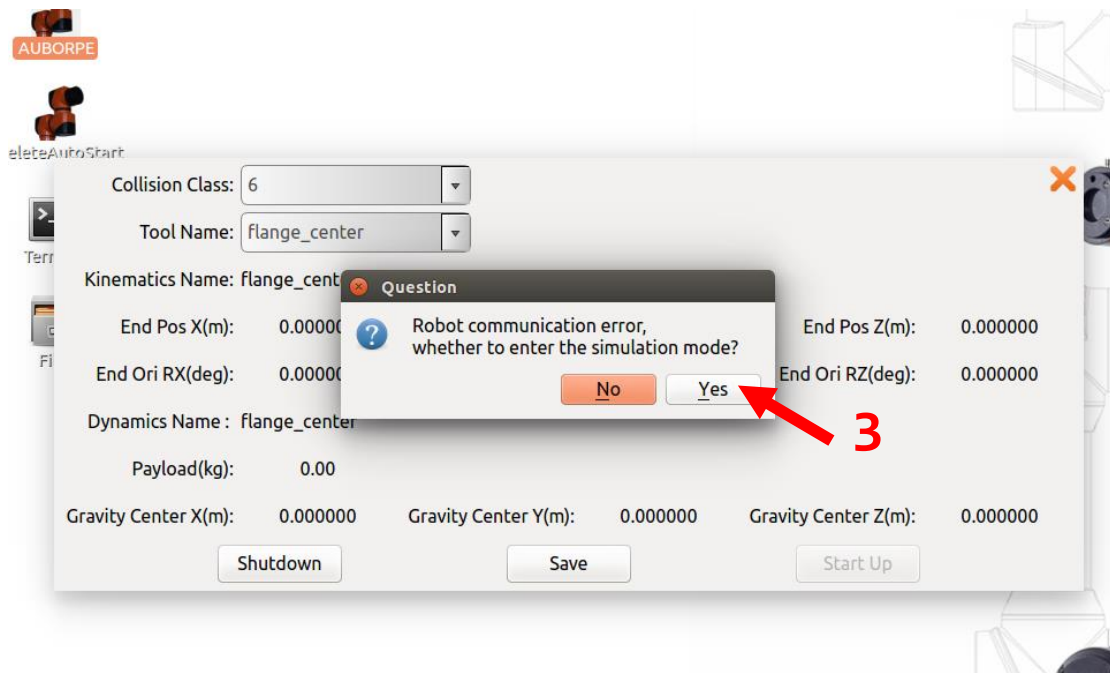 AUBORPE
eleteAutoStart
Collision Class: 6
Tool Name: flange_center
Terr
Kinematics Name: flange_cent
Question
Robot communication error,
whether to enter the simulation mode?
No Yes
End Pos X(m): 0.00000 End Pos Z(m): 0.000000
Fi
End Ori RX(deg): 0.00000 End Ori RZ(deg): 0.000000
3
Dynamics Name : flange_center
Payload(kg): 0.00
Gravity Center X(m): 0.000000 Gravity Center Y(m): 0.000000 Gravity Center Z(m): 0.000000
Shutdown Save Start Up